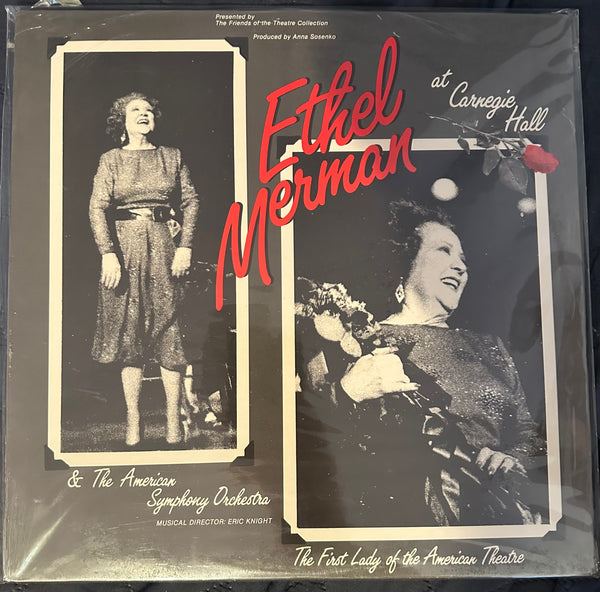 Presented by
The Friends of the Theatre Collection
Produced by Anna Sosenko
Ethel
Merman
at
Carnegie
Hall
& The American
Symphony Orchestra
MUSICAL DIRECTOR: ERIC KNIGHT
The First Lady of the American Theatre